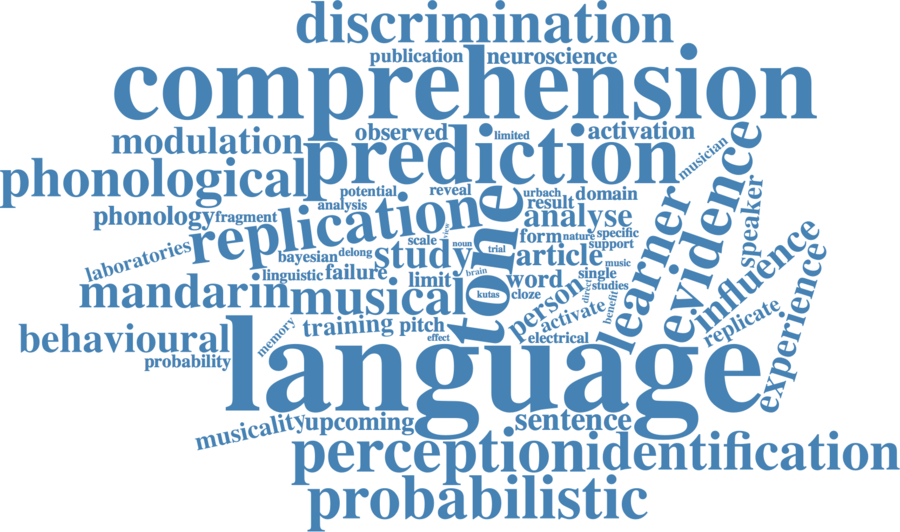 discrimination
publication neuroscience
comprehension
modulation observed limited activation musician
prediction
phonological potential reveal urbach domain
analysis result
phonology fragment replication tone analyse
learner evidence speaker
laboratories scale noun trial form nature specific
bayesian delong study article support
linguistic failure limit brain word music single
mandarin musical kutas cloze person studies influence
direct benefit
behavioural memory training pitch effect activate replicate experience
probability electrical
language
musicality upcoming sentence
perception identification
probabilistic